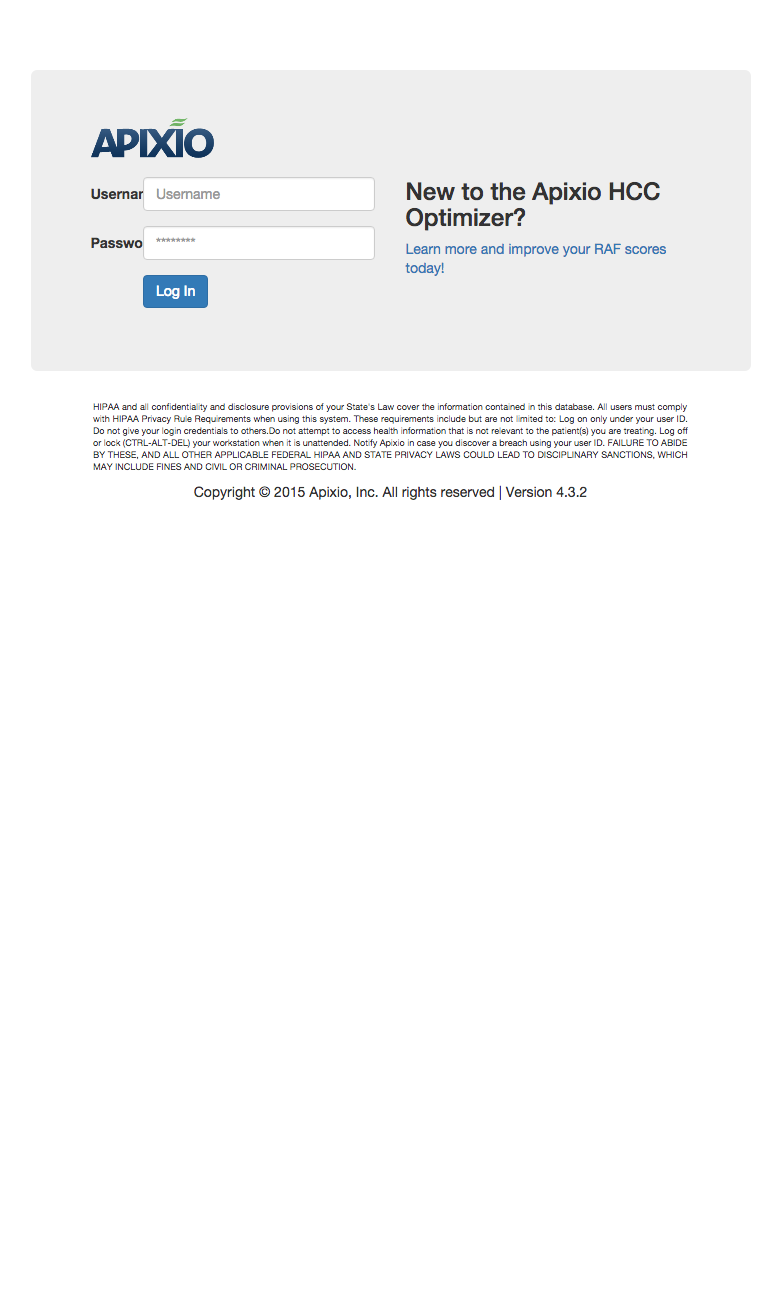 APIXIO
Usernar
Username
Passwo
********
Log In
New to the Apixio HCC
Optimizer?
Learn more and improve your RAF scores
today!
HIPAA and all confidentiality and disclosure provisions of your State's Law cover the information contained in this database. All users must comply
with HIPAA Privacy Rule Requirements when using this system. These requirements include but are not limited to: Log on only under your user ID.
Do not give your login credentials to others.Do not attempt to access health information that is not relevant to the patient(s) you are treating. Log off
or lock (CTRL-ALT-DEL) your workstation when it is unattended. Notify Apixio in case you discover a breach using your user ID. FAILURE TO ABIDE
BY THESE, AND ALL OTHER APPLICABLE FEDERAL HIPAA AND STATE PRIVACY LAWS COULD LEAD TO DISCIPLINARY SANCTIONS, WHICH
MAY INCLUDE FINES AND CIVIL OR CRIMINAL PROSECUTION.
Copyright © 2015 Apixio, Inc. All rights reserved | Version 4.3.2